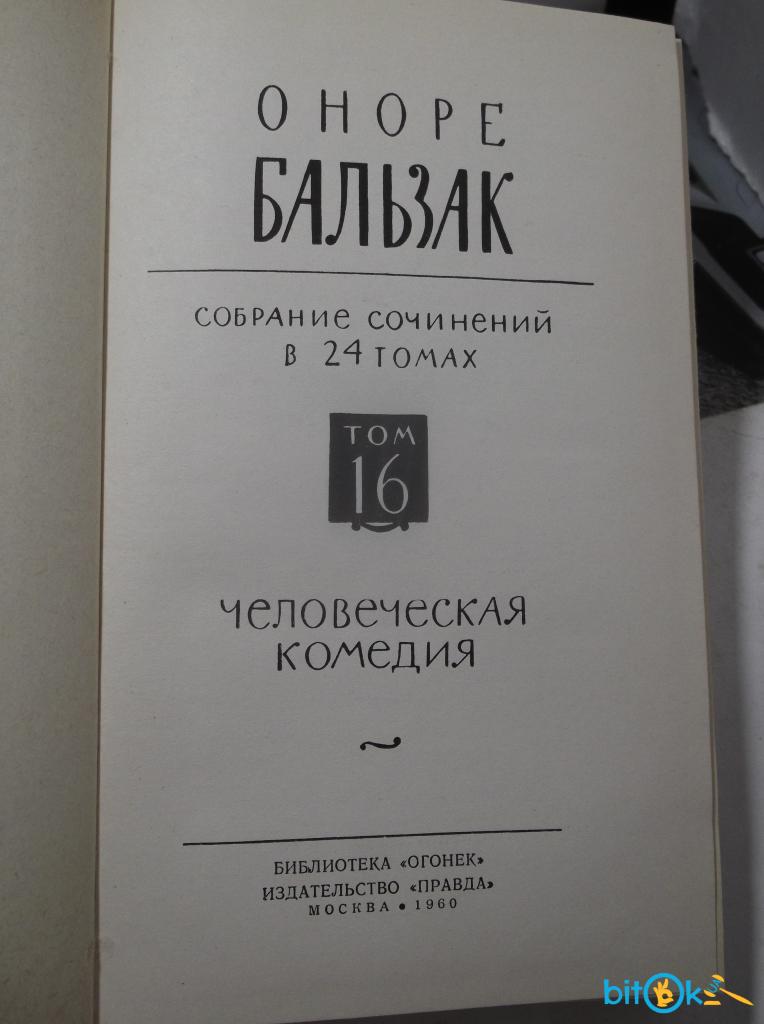 ОНОРЕ
БАЛЬЗАК
СОБРАНИЕ СОЧИНЕНИЙ
В 24 ТОМАХ
ТОМ
16
ЧЕЛОВЕЧЕСКАЯ
КОМЕДИЯ
БИБЛИОТЕКА «ОГОНЕК»
ИЗДАТЕЛЬСТВО «ПРАВДА»
МОСКВА • 1960
bitOk